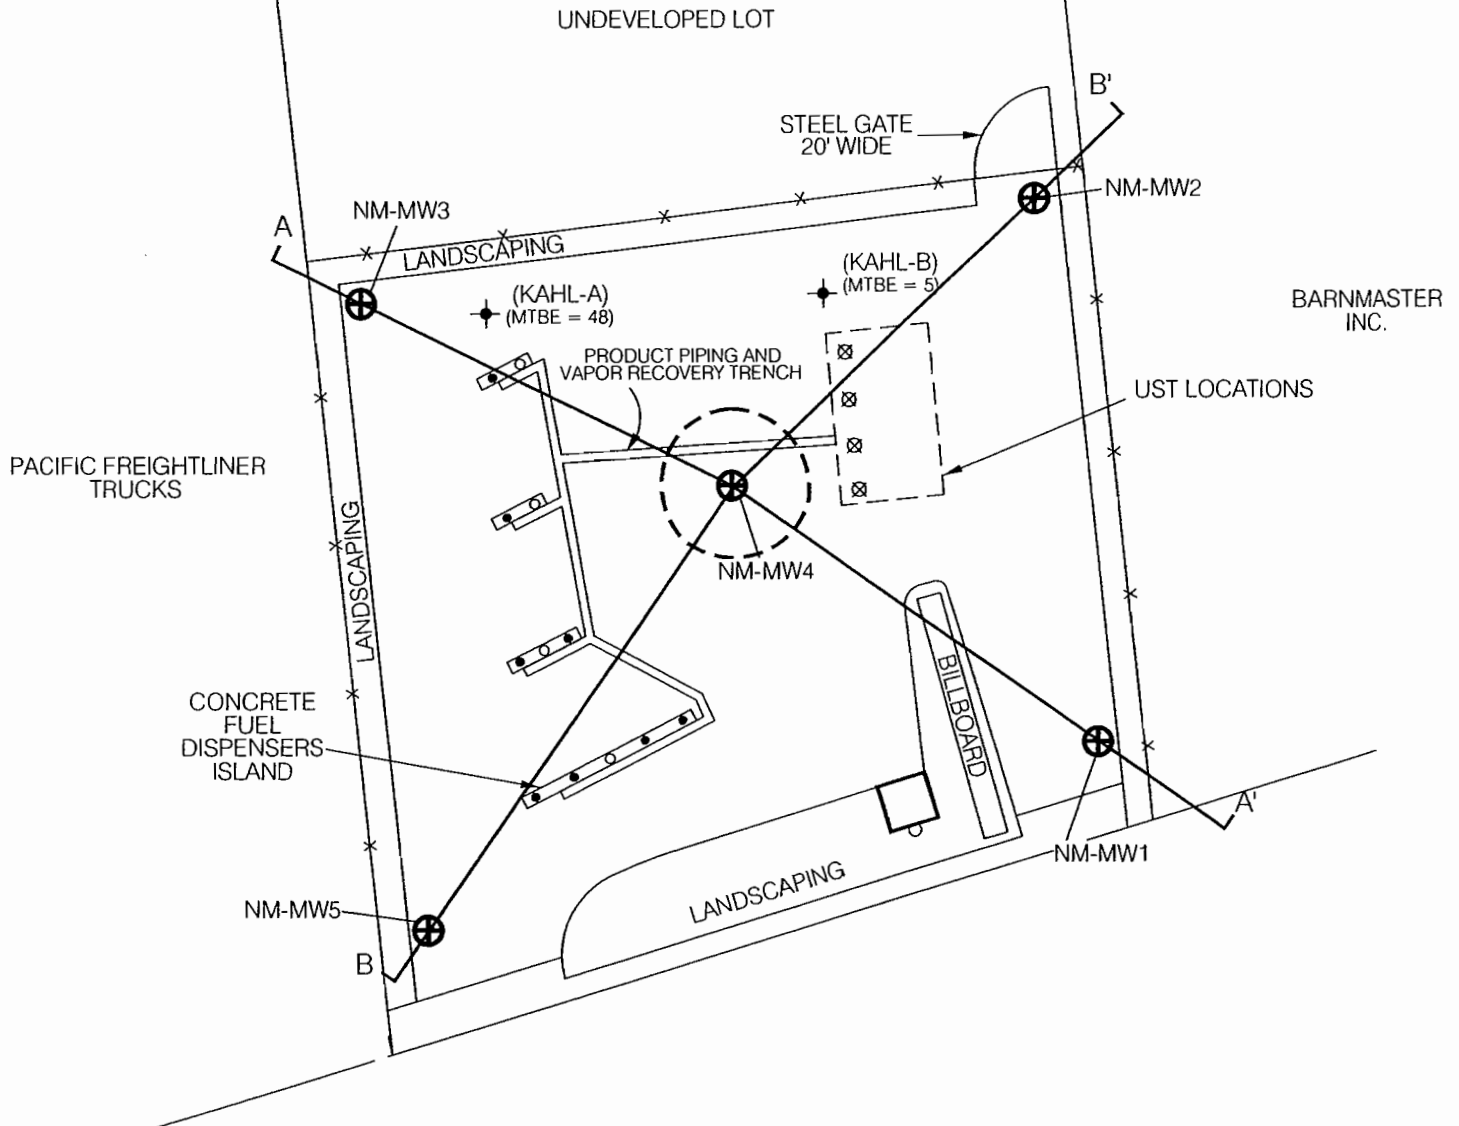 UNDEVELOPED LOT
B'
STEEL GATE
20' WIDE
NM-MW2
NM-MW3
A
LANDSCAPING
(KAHL-B)
(MTBE = 5)
(KAHL-A)
(MTBE = 48)
BARNMASTER
INC.
PRODUCT PIPING AND
VAPOR RECOVERY TRENCH
UST LOCATIONS
PACIFIC FREIGHTLINER
TRUCKS
LANDSCAPING
NM-MW4
BILLBOARD
CONCRETE
FUEL
DISPENSERS
ISLAND
A'
NM-MW1
LANDSCAPING
NM-MW5
B